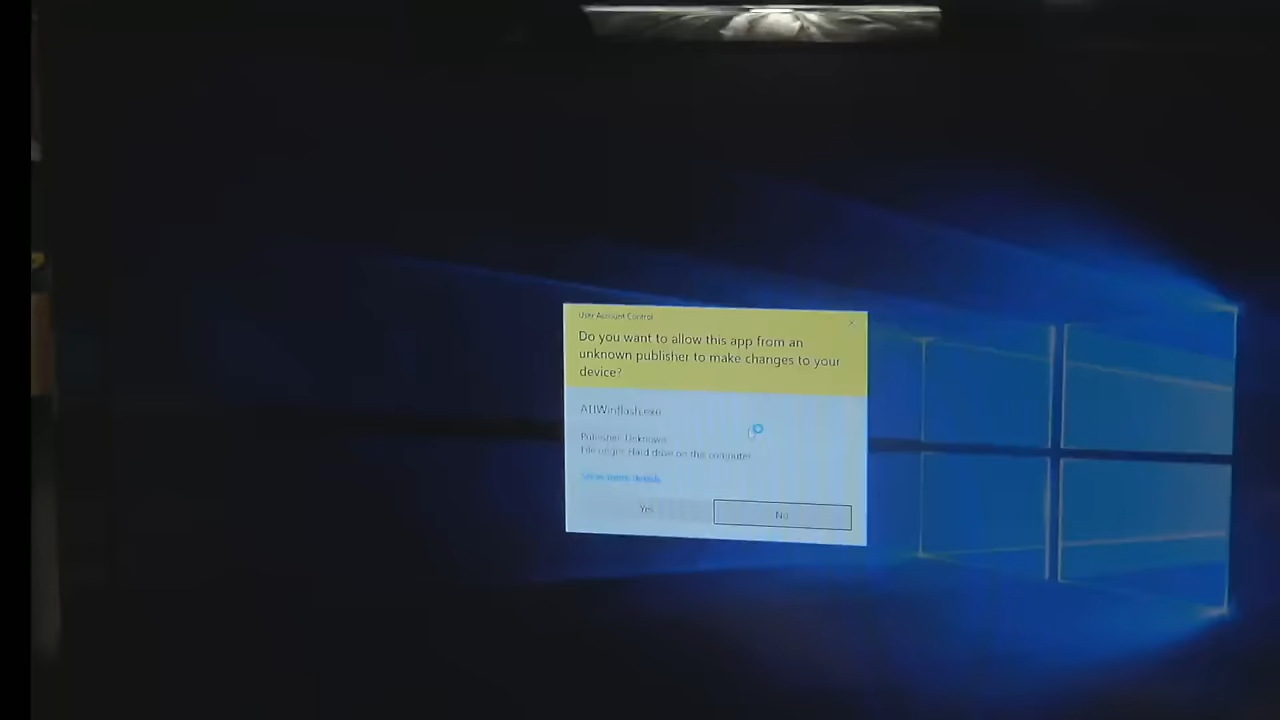 User Account Control
Do you want to allow this app from an
unknown publisher to make changes to your
device?
ATIWinflash.exe
Publisher: Unknown
File origin: Hard drive on this computer
Show more details
Yes
No